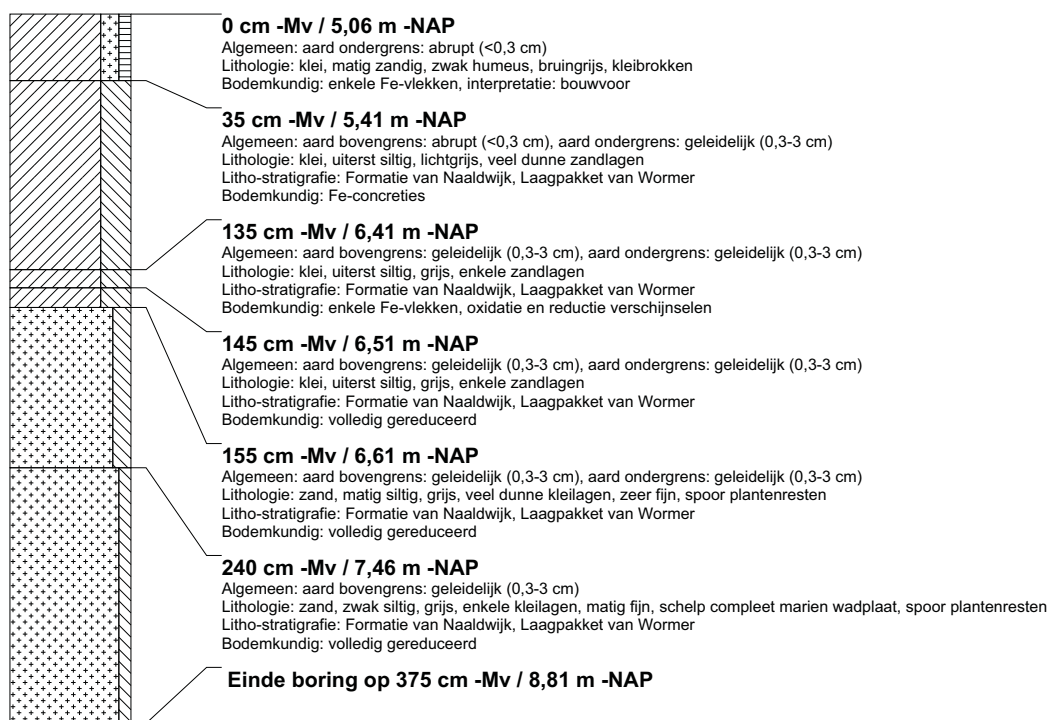 0 cm -Mv / 5,06 m -NAP
Algemeen: aard ondergrens: abrupt (<0,3 cm)
Lithologie: klei, matig zandig, zwak humeus, bruingrijs, kleibrokken
Bodemkundig: enkele Fe-vlekken, interpretatie: bouwvoor
35 cm -Mv / 5,41 m -NAP
Algemeen: aard bovengrens: abrupt (<0,3 cm), aard ondergrens: geleidelijk (0,3-3 cm)
Lithologie: klei, uiterst siltig, lichtgrijs, veel dunne zandlagen
Litho-stratigrafie: Formatie van Naaldwijk, Laagpakket van Wormer
Bodemkundig: Fe-concreties
135 cm -Mv / 6,41 m -NAP
Algemeen: aard bovengrens: geleidelijk (0,3-3 cm), aard ondergrens: geleidelijk (0,3-3 cm)
Lithologie: klei, uiterst siltig, grijs, enkele zandlagen
Litho-stratigrafie: Formatie van Naaldwijk, Laagpakket van Wormer
Bodemkundig: enkele Fe-vlekken, oxidatie en reductie verschijnselen
145 cm -Mv / 6,51 m -NAP
Algemeen: aard bovengrens: geleidelijk (0,3-3 cm), aard ondergrens: geleidelijk (0,3-3 cm)
Lithologie: klei, uiterst siltig, grijs, enkele zandlagen
Litho-stratigrafie: Formatie van Naaldwijk, Laagpakket van Wormer
Bodemkundig: volledig gereduceerd
155 cm -Mv / 6,61 m -NAP
Algemeen: aard bovengrens: geleidelijk (0,3-3 cm), aard ondergrens: geleidelijk (0,3-3 cm)
Lithologie: zand, matig siltig, grijs, veel dunne kleilagen, zeer fijn, spoor plantenresten
Litho-stratigrafie: Formatie van Naaldwijk, Laagpakket van Wormer
Bodemkundig: volledig gereduceerd
240 cm -Mv / 7,46 m -NAP
Algemeen: aard bovengrens: geleidelijk (0,3-3 cm)
Lithologie: zand, zwak siltig, grijs, enkele kleilagen, matig fijn, schelp compleet marien wadplaat, spoor plantenresten
Litho-stratigrafie: Formatie van Naaldwijk, Laagpakket van Wormer
Bodemkundig: volledig gereduceerd
Einde boring op 375 cm -Mv / 8,81 m -NAP